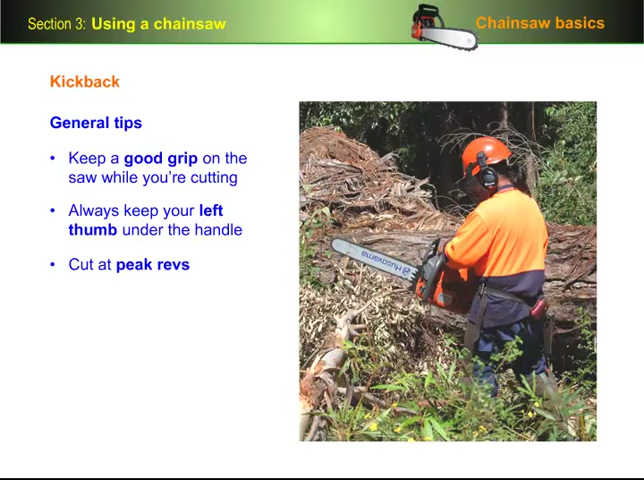 Section 3: Using a chainsaw
Chainsaw basics
Kickback
General tips
• Keep a good grip on the
saw while you're cutting
• Always keep your left
thumb under the handle
• Cut at peak revs
Husqvarna